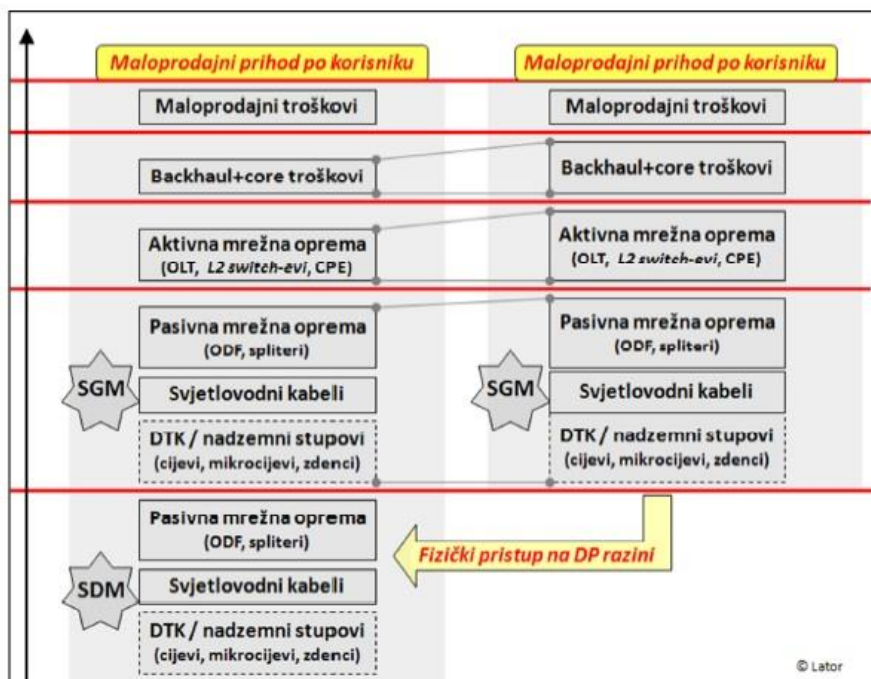 Maloprodajni prihod po korisniku
Maloprodajni troškovi
Backhaul+core troškovi
Aktivna mrežna oprema
(OLT, L2 switch-evi, CPE)
Pasivna mrežna oprema
(ODF, spliteri)
SGM
Svjetlovodni kabeli
DTK / nadzemni stupovi
(cijevi, mikrocijevi, zdenci)
Pasivna mrežna oprema
(ODF, spliteri)
SDM
Svjetlovodni kabeli
DTK / nadzemni stupovi
(cijevi, mikrocijevi, zdenci)
Maloprodajni prihod po korisniku
Maloprodajni troškovi
Backhaul+core troškovi
Aktivna mrežna oprema
(OLT, L2 switch-evi, CPE)
Pasivna mrežna oprema
(ODF, spliteri)
SGM
Svjetlovodni kabeli
DTK / nadzemni stupovi
(cijevi, mikrocijevi, zdenci)
Fizički pristup na DP razini
© Lator